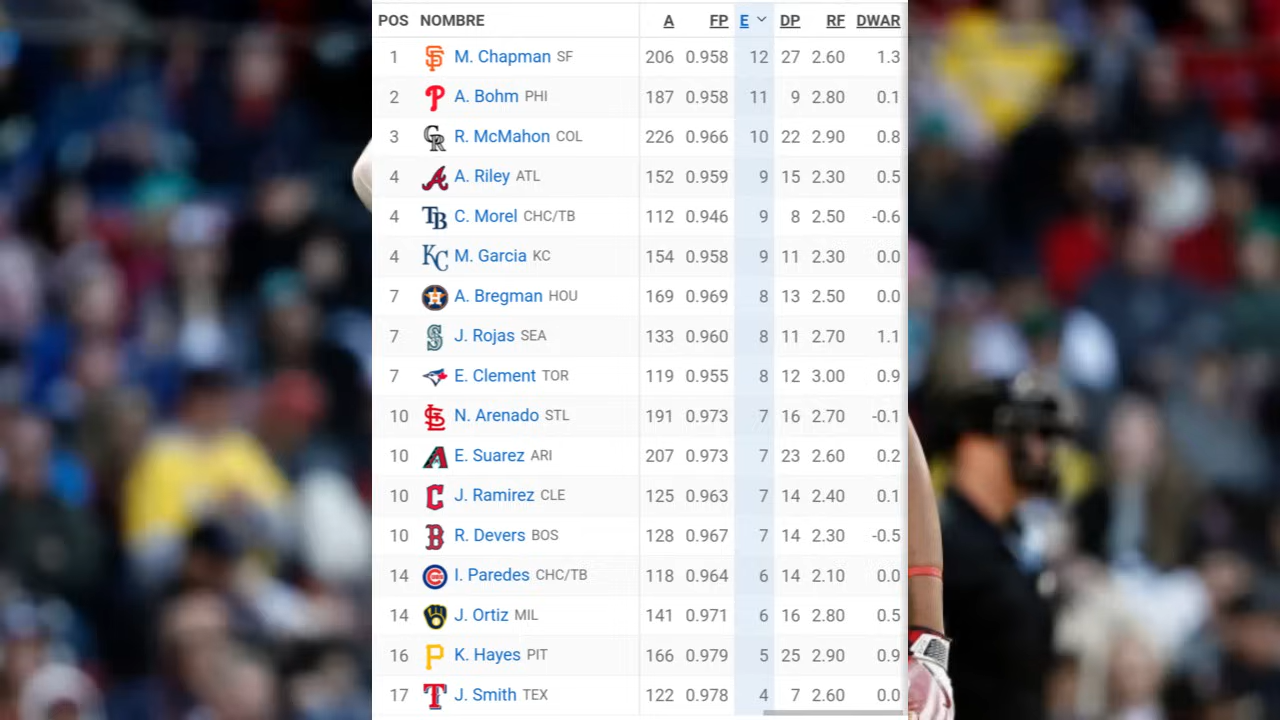 POS NOMBRE A FP E DP RF DWAR
1 M. Chapman SF 206 0.958 12 27 2.60 1.3
2 A. Bohm PHI 187 0.958 11 9 2.80 0.1
3 R. McMahon COL 226 0.966 10 22 2.90 0.8
4 A. Riley ATL 152 0.959 9 15 2.30 0.5
4 C. Morel CHC/TB 112 0.946 9 8 2.50 -0.6
4 M. Garcia KC 154 0.958 9 11 2.30 0.0
7 A. Bregman HOU 169 0.969 8 13 2.50 0.0
7 J. Rojas SEA 133 0.960 8 11 2.70 1.1
7 E. Clement TOR 119 0.955 8 12 3.00 0.9
10 N. Arenado STL 191 0.973 7 16 2.70 -0.1
10 E. Suarez ARI 207 0.973 7 23 2.60 0.2
10 J. Ramirez CLE 125 0.963 7 14 2.40 0.1
10 R. Devers BOS 128 0.967 7 14 2.30 -0.5
14 I. Paredes CHC/TB 118 0.964 6 14 2.10 0.0
14 J. Ortiz MIL 141 0.971 6 16 2.80 0.5
16 K. Hayes PIT 166 0.979 5 25 2.90 0.9
17 J. Smith TEX 122 0.978 4 7 2.60 0.0